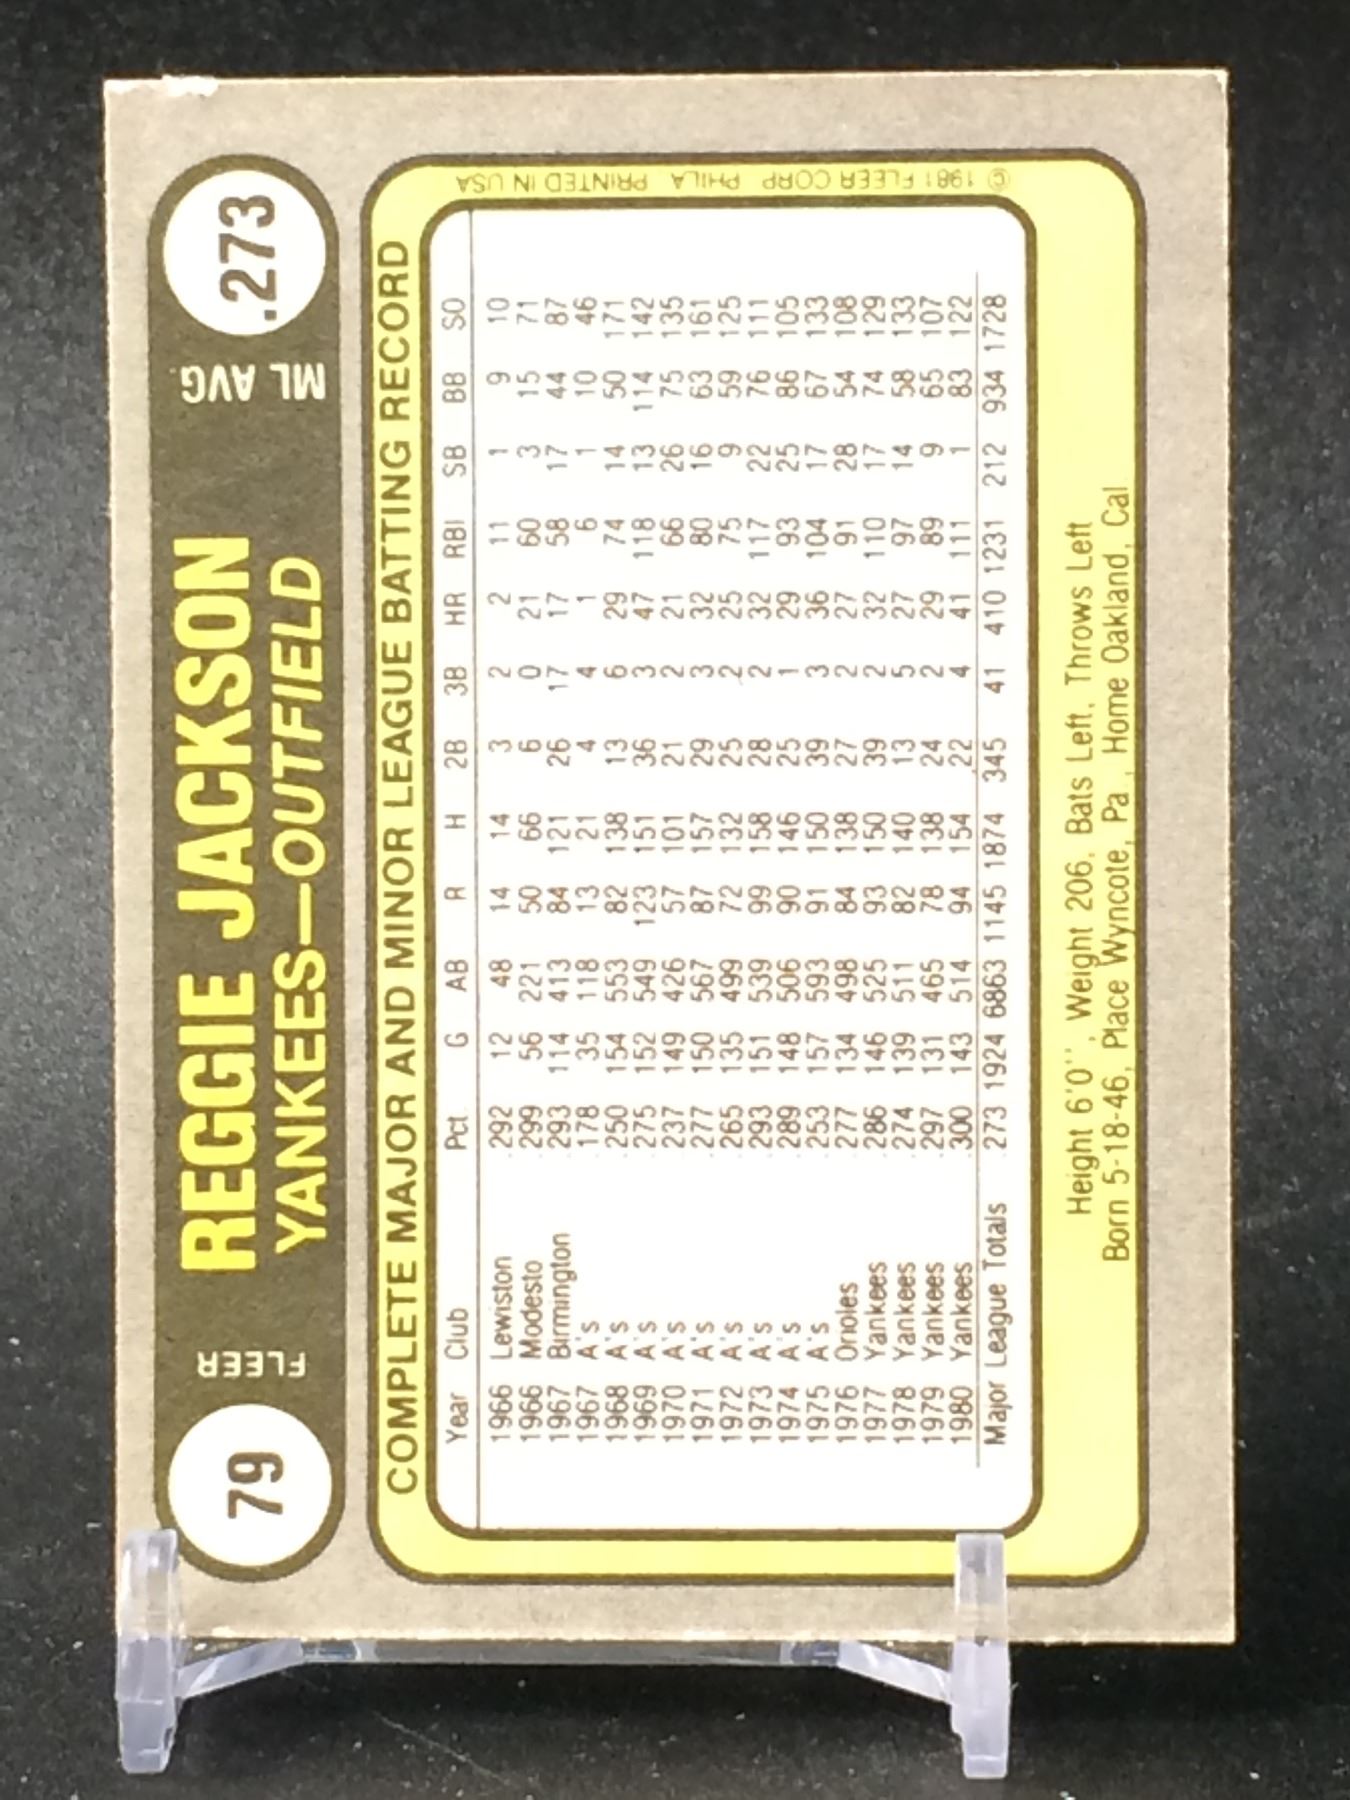 79
FLEER
REGGIE JACKSON
YANKEES—OUTFIELD
ML AVG.
.273
COMPLETE MAJOR AND MINOR LEAGUE BATTING RECORD
Year Club Pct G AB R H 2B 3B HR RBI SB BB SO
1966 Lewiston .292 12 48 14 14 3 2 2 11 1 9 10
1966 Modesto .299 56 221 50 66 6 0 21 60 3 15 71
1967 Birmington .293 114 413 84 121 26 17 17 58 17 44 87
1967 A's .178 35 118 13 21 4 4 1 6 1 10 46
1968 A's .250 154 553 82 138 13 6 29 74 14 50 171
1969 A's .275 152 549 123 151 36 3 47 118 13 114 142
1970 A's .237 149 426 57 101 21 2 21 66 26 75 135
1971 A's .277 150 567 87 157 29 3 32 80 16 63 161
1972 A's .265 135 499 72 132 25 2 25 75 9 59 125
1973 A's .293 151 539 99 158 28 2 32 117 22 76 111
1974 A's .289 148 506 90 146 25 1 29 93 25 86 105
1975 A's .253 157 593 91 150 39 3 36 104 17 67 133
1976 Orioles .277 134 498 84 138 27 2 27 91 28 54 108
1977 Yankees .286 146 525 93 150 39 2 32 110 17 74 129
1978 Yankees .274 139 511 82 140 13 5 27 97 14 58 133
1979 Yankees .297 131 465 78 138 24 2 29 89 9 65 107
1980 Yankees .300 143 514 94 154 22 4 41 111 1 83 122
Major League Totals .273 1924 6863 1145 1874 345 41 410 1231 212 934 1728
Height 6'0'', Weight 206, Bats Left, Throws Left
Born 5-18-46, Place Wyncote, Pa., Home Oakland, Cal.
© 1981 FLEER CORP. PHILA. PRINTED IN USA